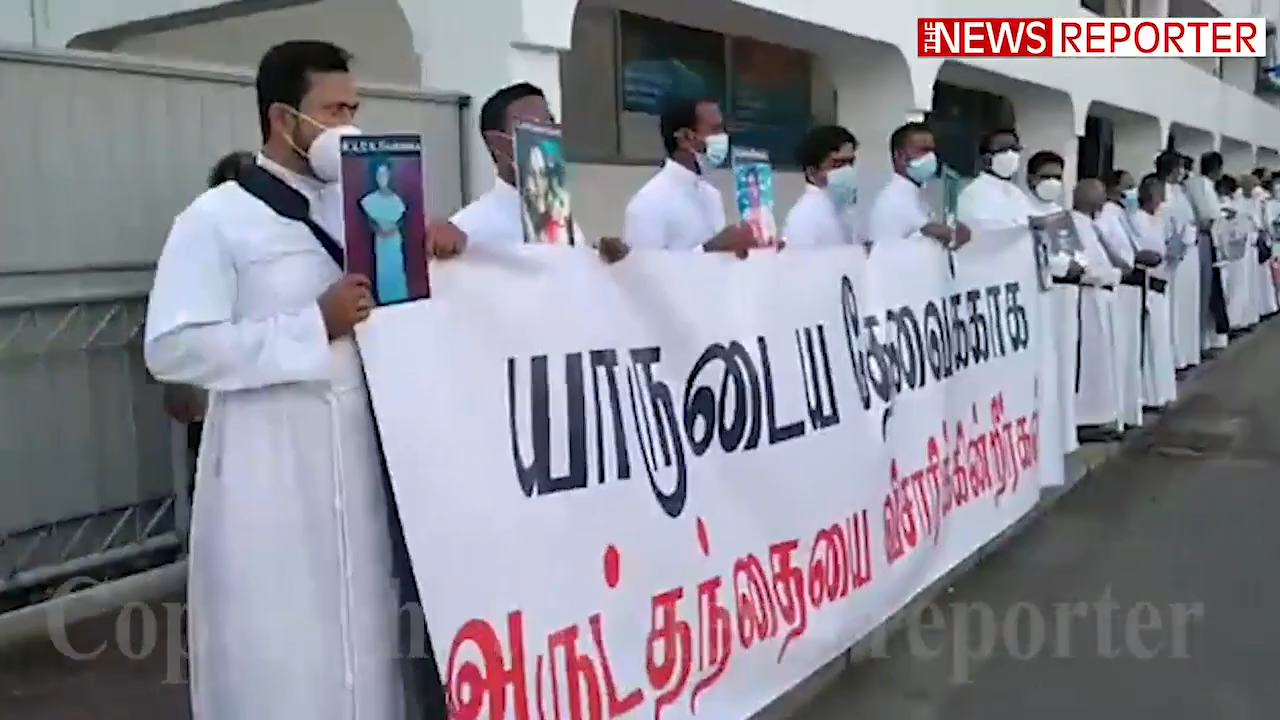 THE NEWS REPORTER
யாருடைய தேவைக்காக
அருட்தந்தையை விசாரிக்கின்றீர்கள்